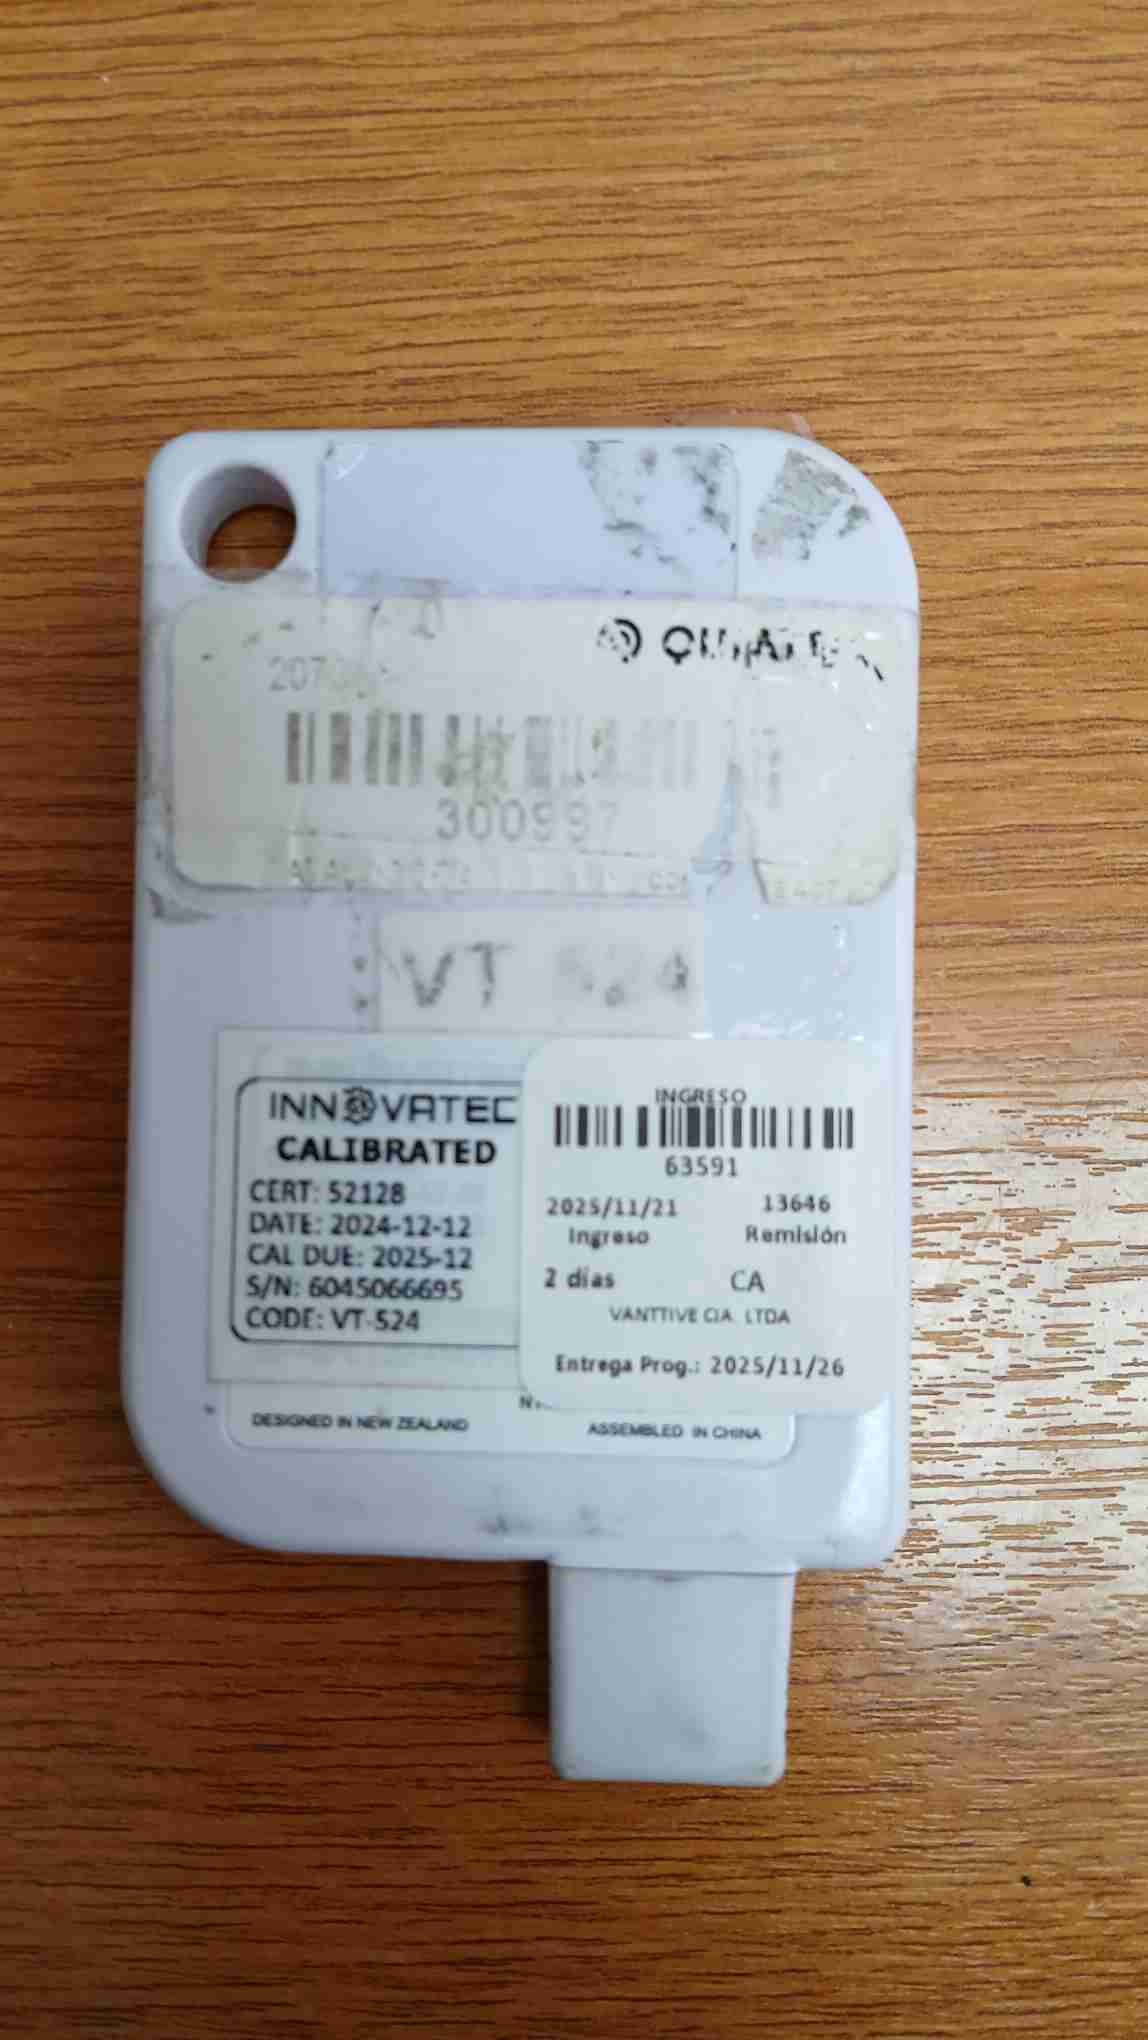 300997
VT 524
INNOVATEC
CALIBRATED
CERT: 52128
DATE: 2024-12-12
CAL DUE: 2025-12
S/N: 6045066695
CODE: VT-524
INGRESO
63591
2025/11/21 13646
Ingreso Remisión
2 días CA
VANTTIVE CIA. LTDA
Entrega Prog.: 2025/11/26
DESIGNED IN NEW ZEALAND ASSEMBLED IN CHINA